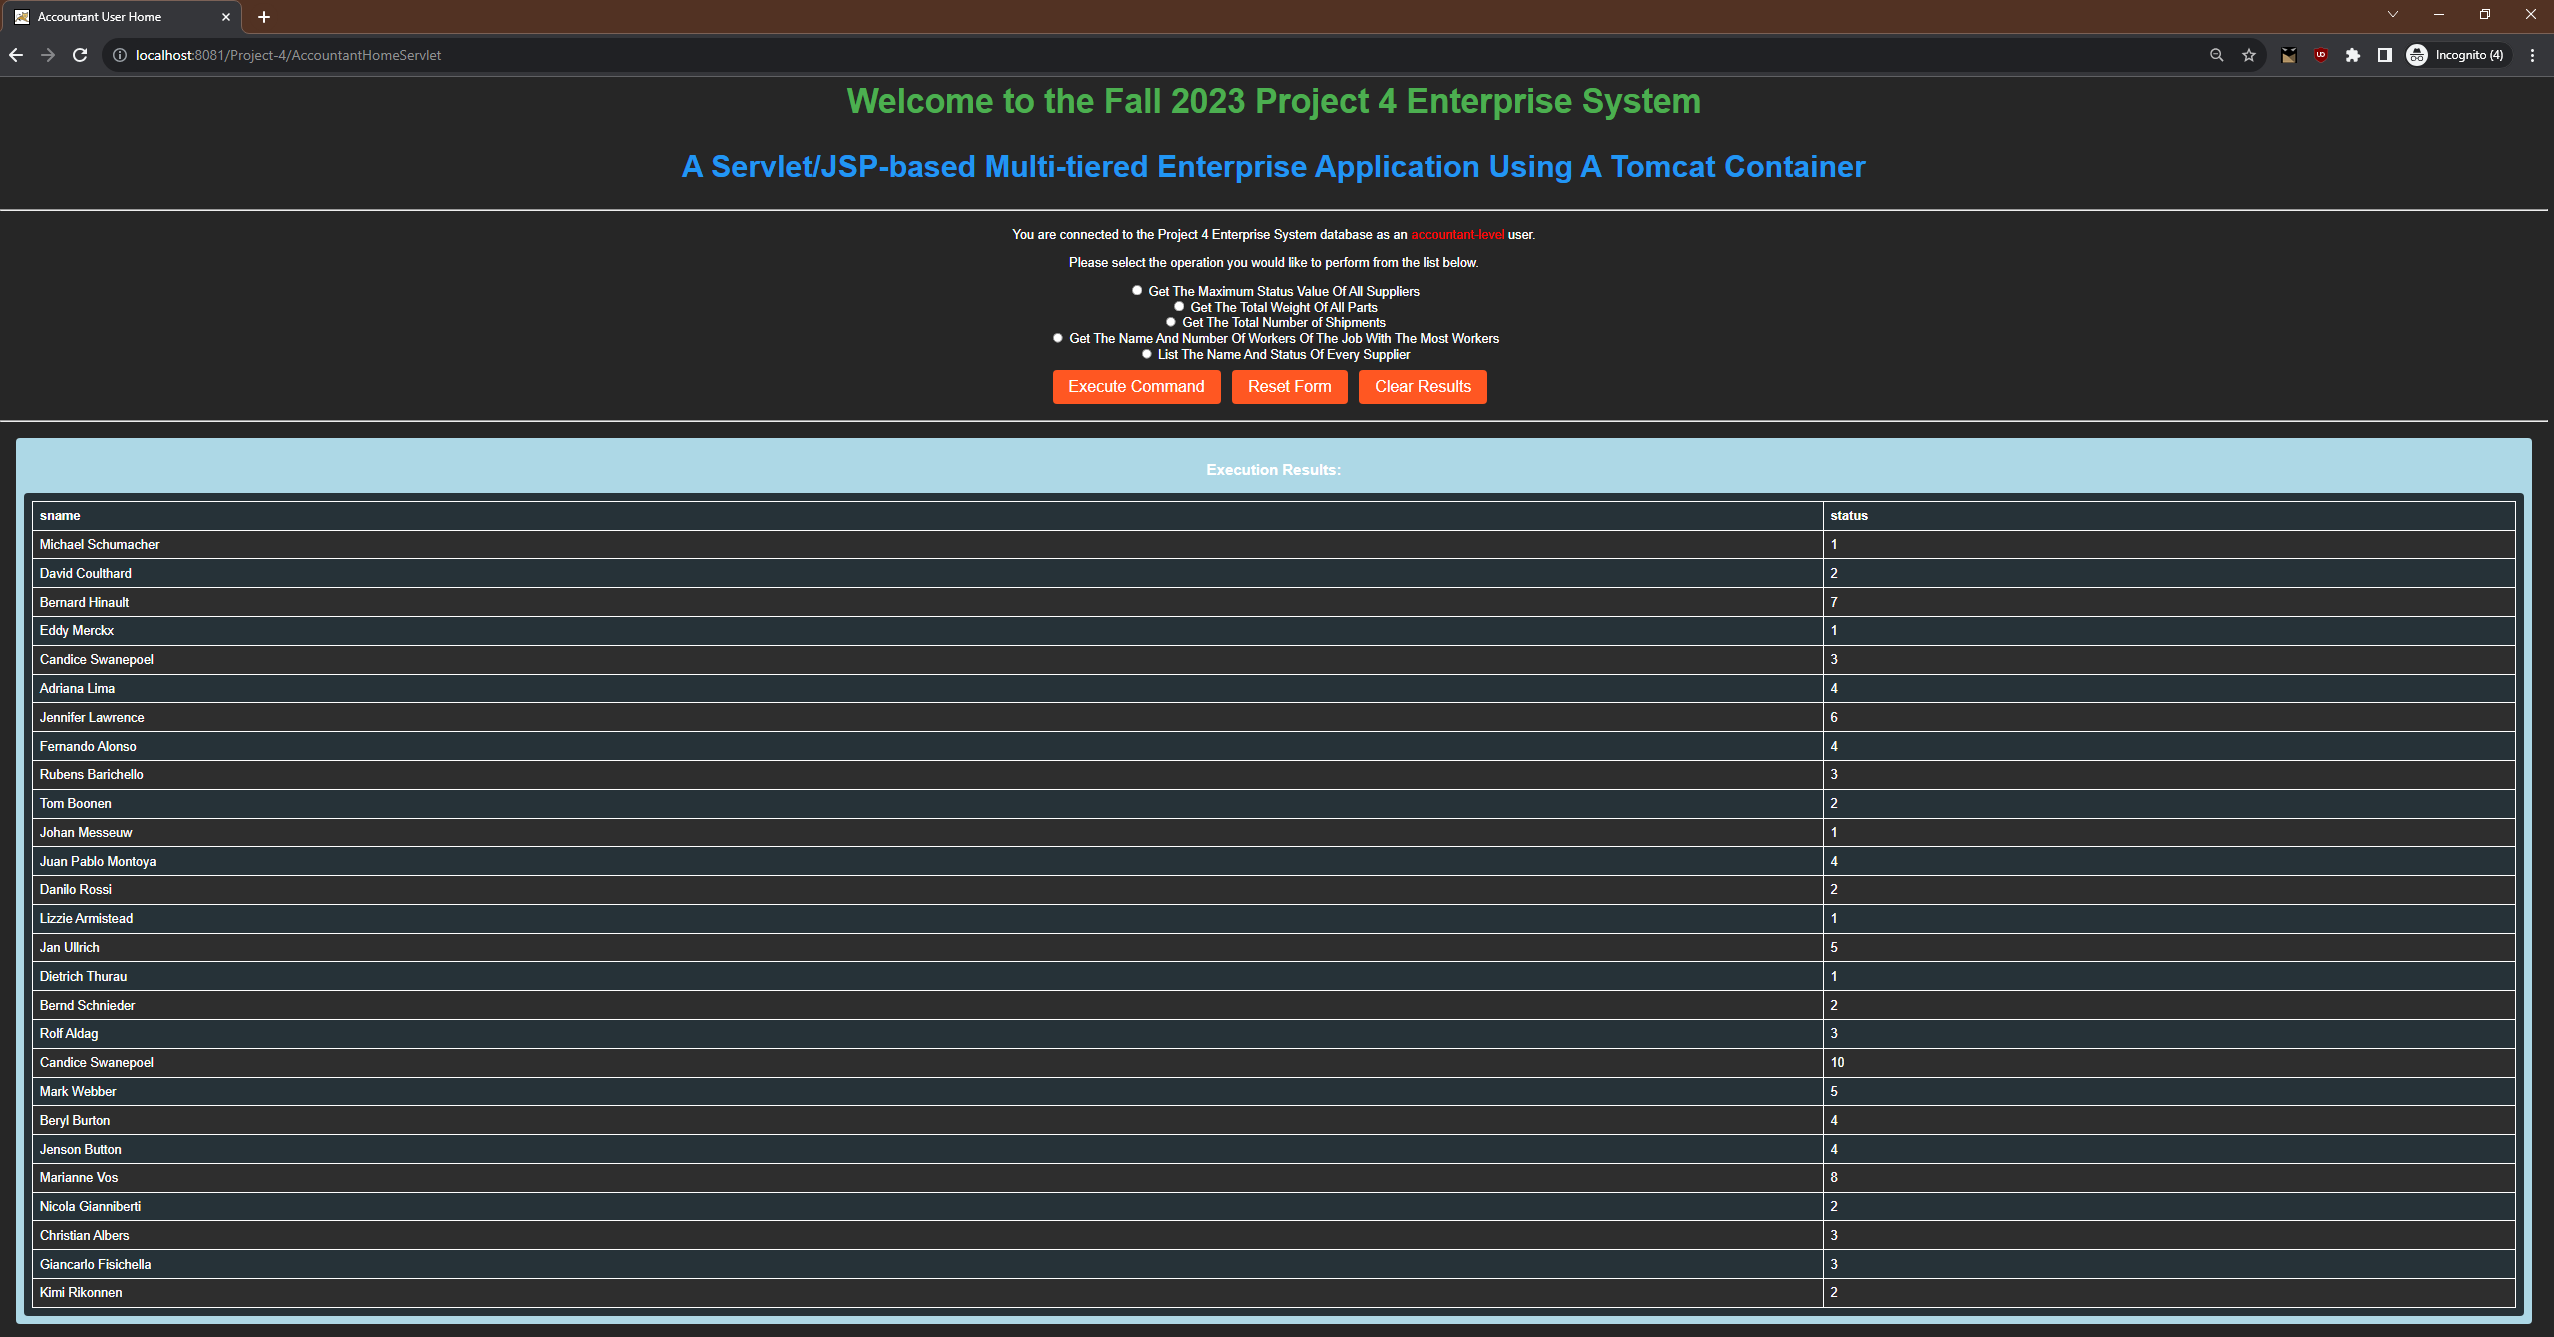 Accountant User Home
localhost:8081/Project-4/AccountantHomeServlet
Incognito (4)
Welcome to the Fall 2023 Project 4 Enterprise System
A Servlet/JSP-based Multi-tiered Enterprise Application Using A Tomcat Container
You are connected to the Project 4 Enterprise System database as an accountant-level user.
Please select the operation you would like to perform from the list below.
Get The Maximum Status Value Of All Suppliers
Get The Total Weight Of All Parts
Get The Total Number of Shipments
Get The Name And Number Of Workers Of The Job With The Most Workers
List The Name And Status Of Every Supplier
Execute Command Reset Form Clear Results
Execution Results:
sname status
Michael Schumacher 1
David Coulthard 2
Bernard Hinault 7
Eddy Merckx 1
Candice Swanepoel 3
Adriana Lima 4
Jennifer Lawrence 6
Fernando Alonso 4
Rubens Barichello 3
Tom Boonen 2
Johan Messeuw 1
Juan Pablo Montoya 4
Danilo Rossi 2
Lizzie Armistead 1
Jan Ullrich 5
Dietrich Thurau 1
Bernd Schnieder 2
Rolf Aldag 3
Candice Swanepoel 10
Mark Webber 5
Beryl Burton 4
Jenson Button 4
Marianne Vos 8
Nicola Gianniberti 2
Christian Albers 3
Giancarlo Fisichella 3
Kimi Rikonnen 2